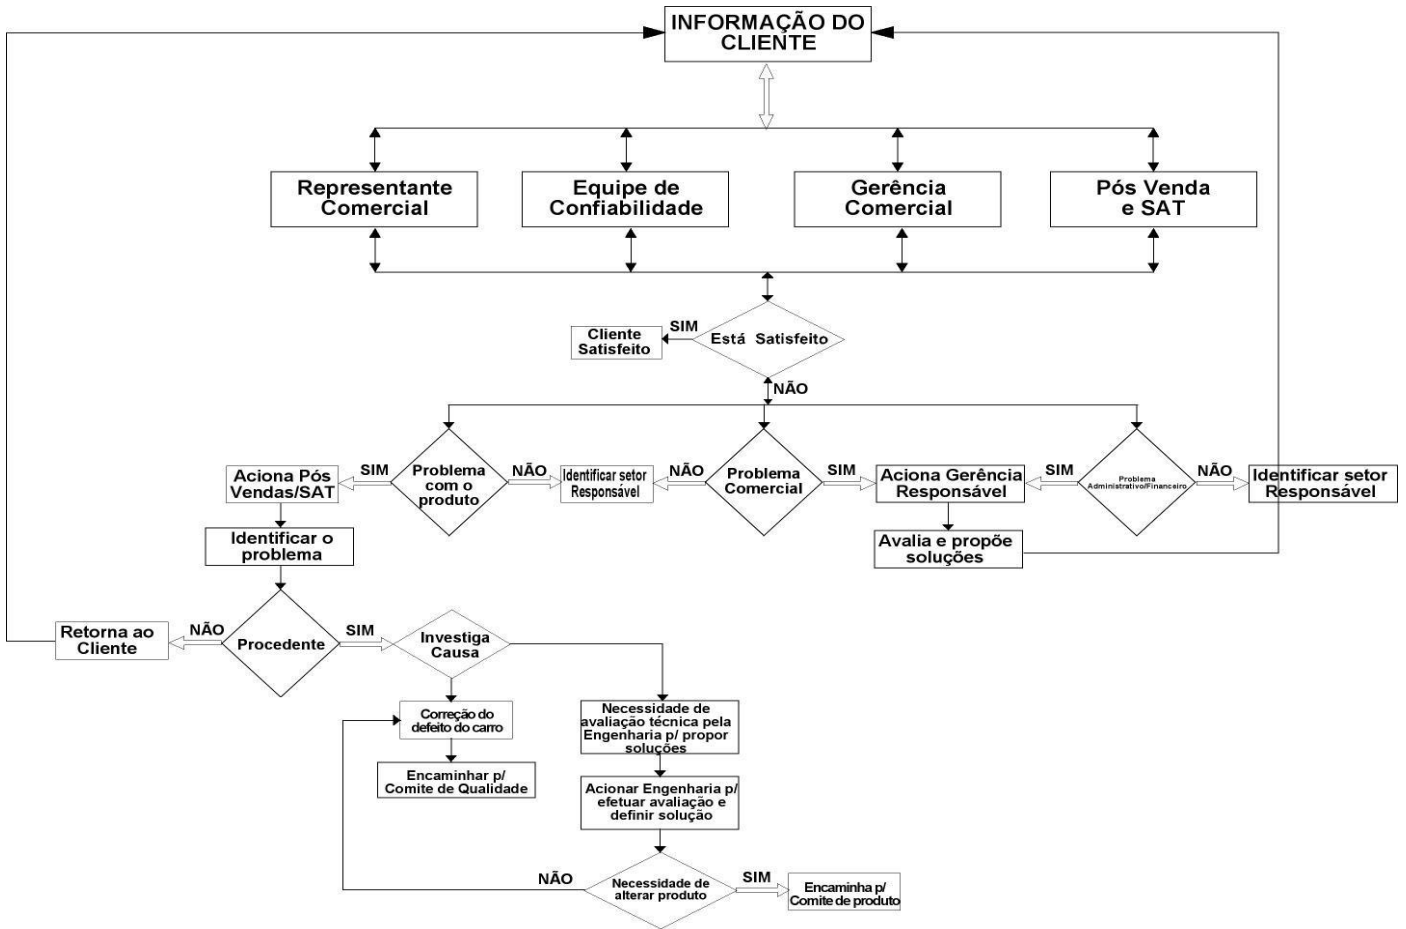 INFORMAÇÃO DO
CLIENTE
Representante
Comercial
Equipe de
Confiabilidade
Gerência
Comercial
Pós Venda
e SAT
Cliente
Satisfeito
SIM
Está Satisfeito
NÃO
Aciona Pós
Vendas/SAT
SIM
Problema
com o
produto
NÃO
Identificar setor
Responsável
NÃO
Problema
Comercial
SIM
Aciona Gerência
Responsável
SIM
Problema
Administrativo/Financeiro
NÃO
Identificar setor
Responsável
Identificar o
problema
Avalia e propõe
soluções
Retorna ao
Cliente
NÃO
Procedente
SIM
Investiga
Causa
Correção do
defeito do carro
Necessidade de
avaliação técnica pela
Engenharia p/ propor
soluções
Encaminhar p/
Comite de Qualidade
Acionar Engenharia p/
efetuar avaliação e
definir solução
NÃO
Necessidade de
alterar produto
SIM
Encaminha p/
Comite de produto